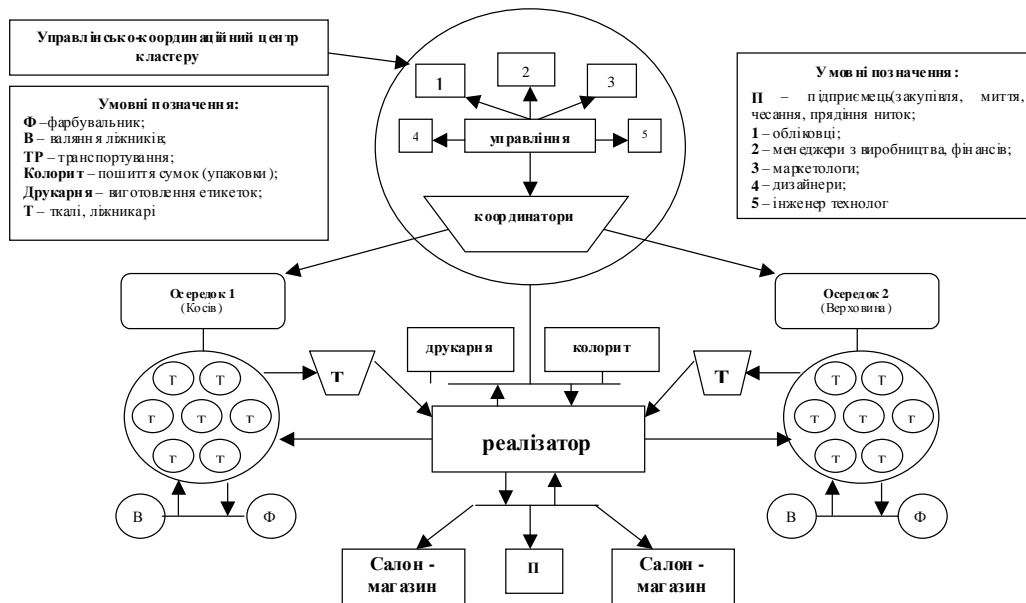 Управлінсько-координаційний центр
кластеру
Умовні позначення:
Ф – фарбувальник;
В – валяння ліжників;
ТР – транспортування;
Колорит – пошиття сумок (упаковки);
Друкарня – виготовлення етикеток;
Т – ткалі, ліжникарі
1
2
3
4
управління
5
координатори
Умовні позначення:
П – підприємець(закупівля, миття,
чесання, прядіння ниток;
1 – обліковці;
2 – менеджери з виробництва, фінансів;
3 – маркетологи;
4 – дизайнери;
5 – інженер технолог
Осередок 1
(Косів)
Осередок 2
(Верховина)
друкарня
колорит
Т
Т
Т
Т
Т
Т
Т
Т
реалізатор
Т
Т
Т
Т
Т
Т
Т
Т
В
Ф
В
Ф
Салон -
магазин
П
Салон -
магазин